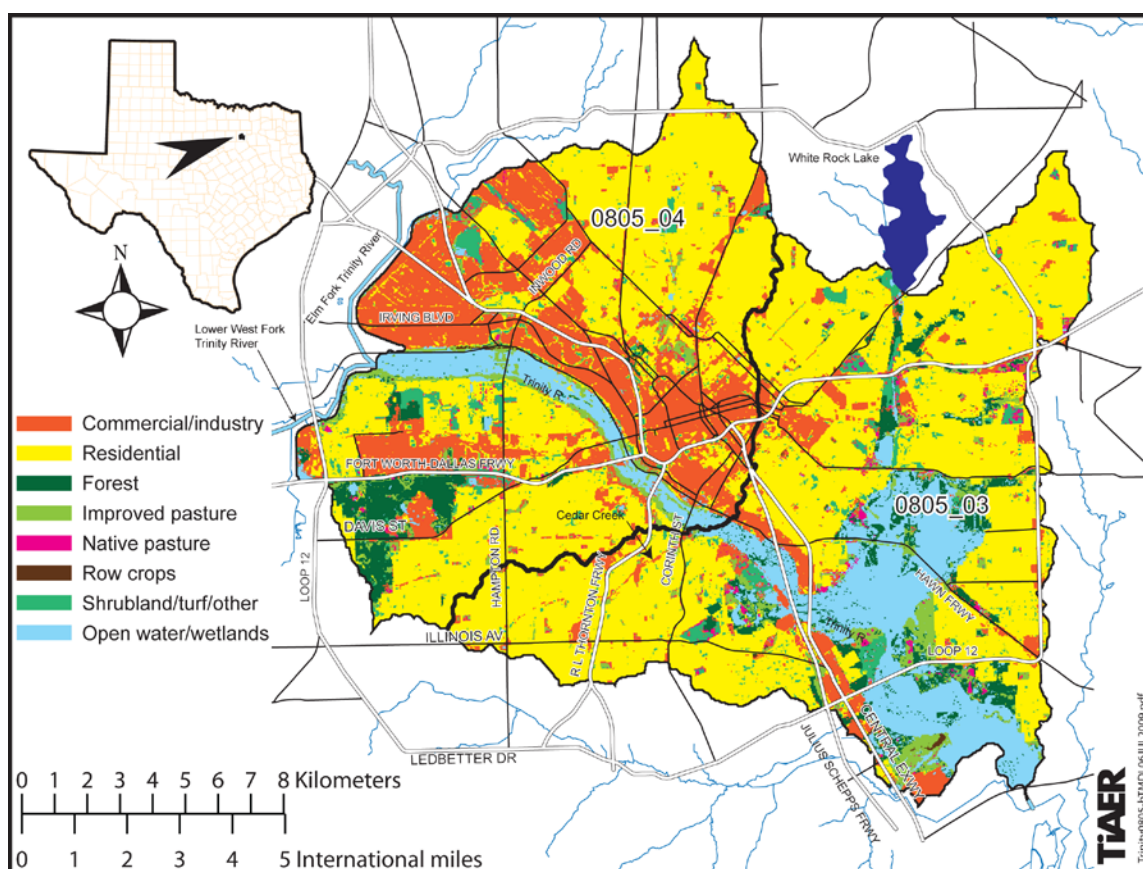 N
White Rock Lake
0805_04
Elm Fork Trinity River
INWOOD RD
IRVING BLVD
Lower West Fork
Trinity River
Trinity R.
Commercial/industry
Residential
Forest
Improved pasture
Native pasture
Row crops
Shrubland/turf/other
Open water/wetlands
FORT WORTH-DALLAS FRWY
DAVIS ST
LOOP 12
HAMPTON RD
Cedar Creek
CORINTH ST
R L THORNTON FRWY
ILLINOIS AV
0805_03
HAWN FRWY
Trinity R.
LOOP 12
CENTRAL EXWY
JULIUS SCHEPPS FRWY
LEDBETTER DR
0 1 2 3 4 5 6 7 8 Kilometers
0 1 2 3 4 5 International miles
TIAER